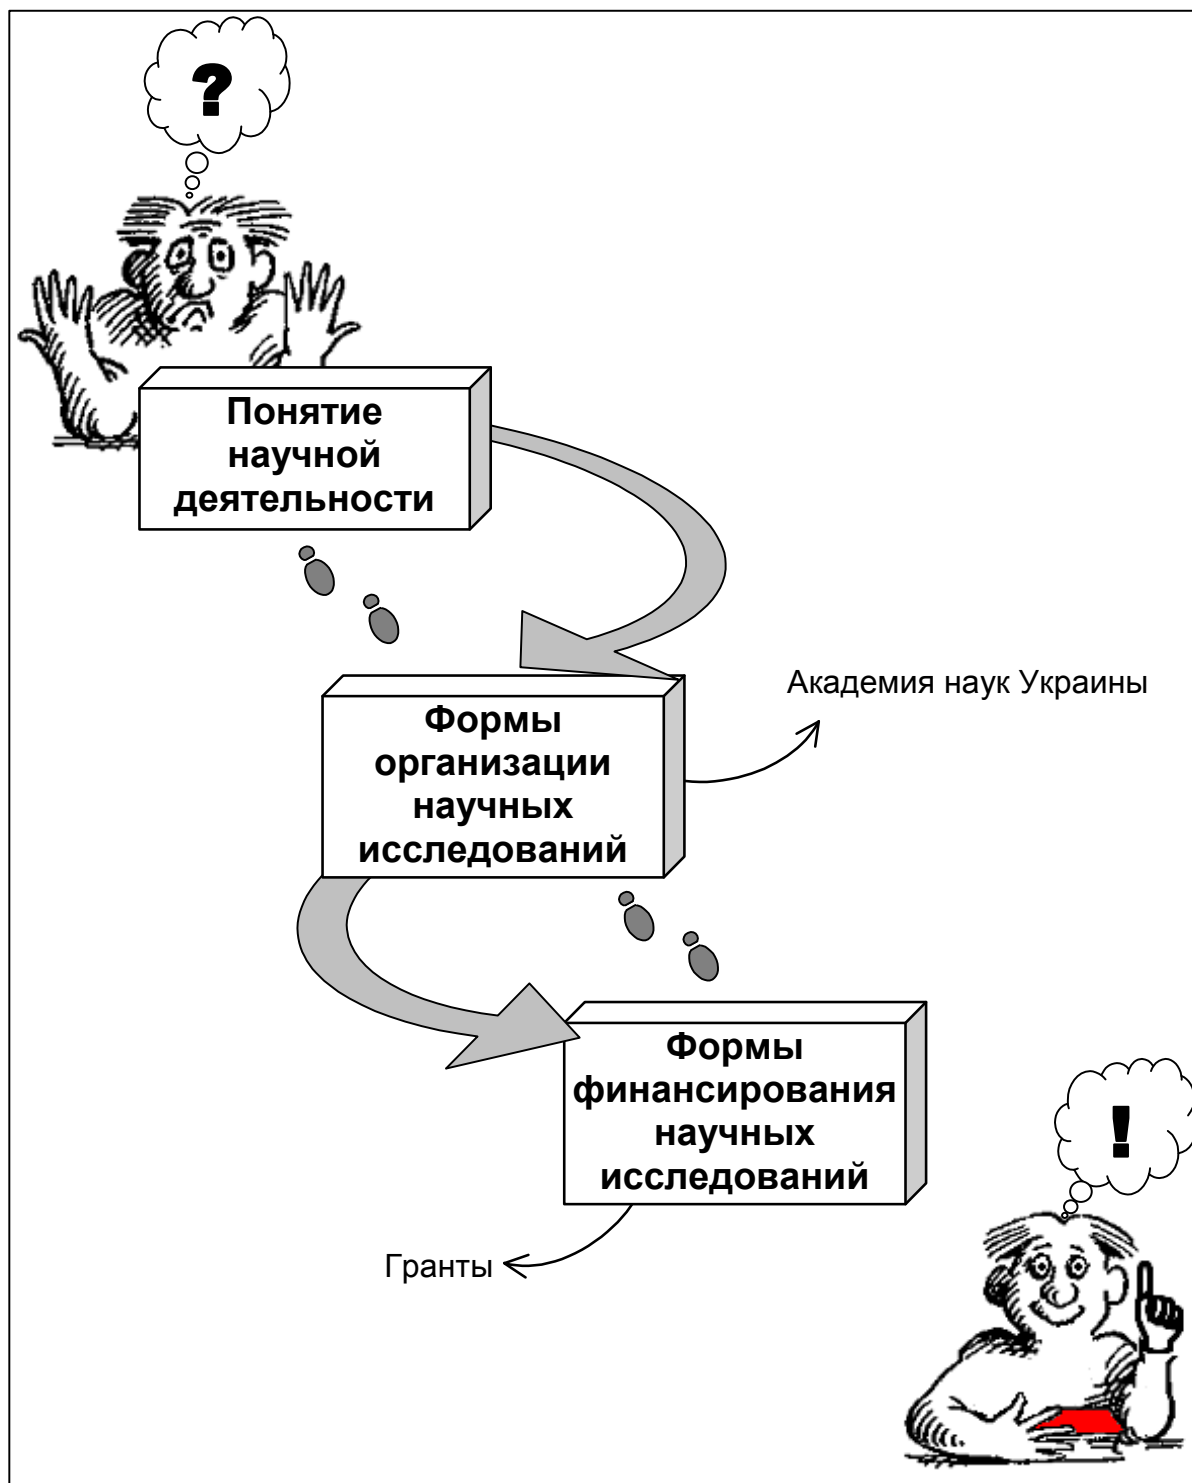 ?
Понятие
научной
деятельности
Академия наук Украины
Формы
организации
научных
исследований
Формы
финансирования
научных
исследований
!
Гранты